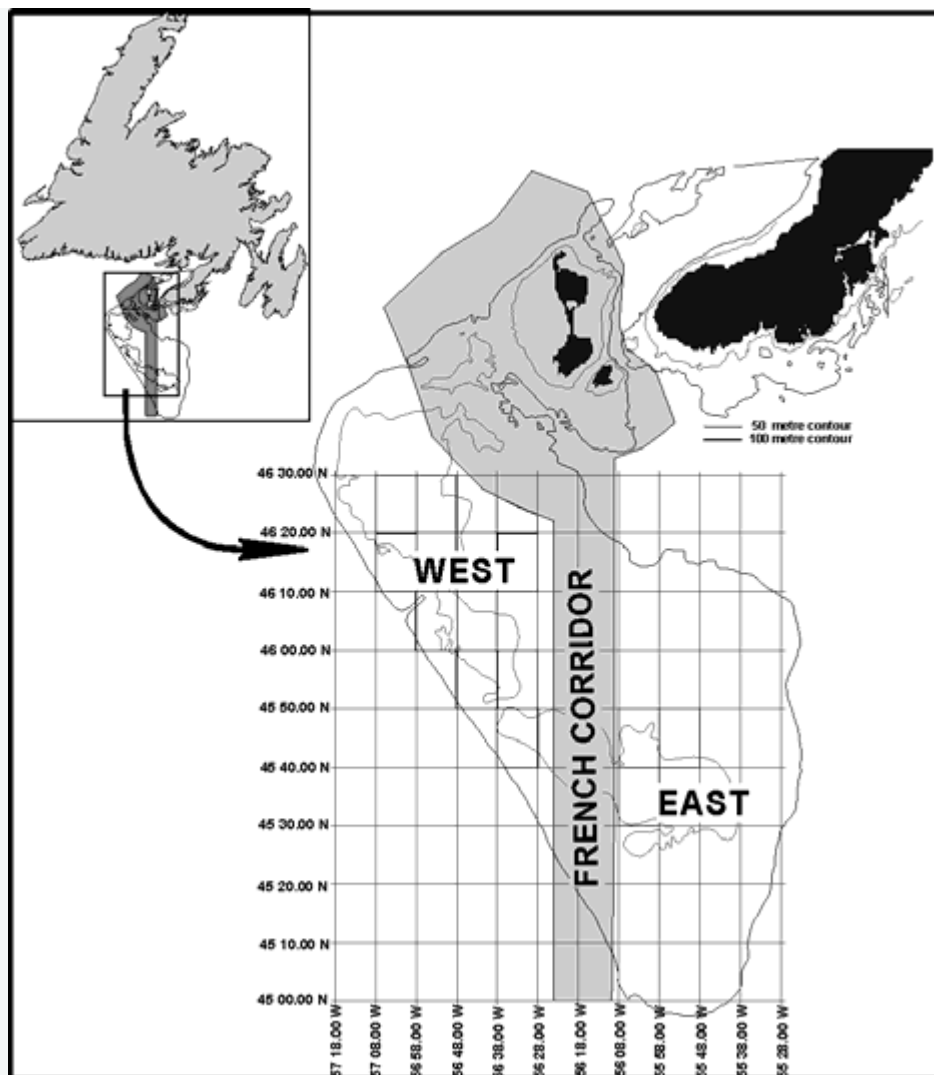 50 metre contour
100 metre contour
46 30.00 N
46 20.00 N
WEST
46 10.00 N
46 00.00 N
45 50.00 N
45 40.00 N
EAST
45 30.00 N
45 20.00 N
45 10.00 N
45 00.00 N
FRENCH CORRIDOR
57 18.00 W
57 08.00 W
56 58.00 W
56 48.00 W
56 38.00 W
56 28.00 W
56 18.00 W
56 08.00 W
55 58.00 W
55 48.00 W
55 38.00 W
55 28.00 W